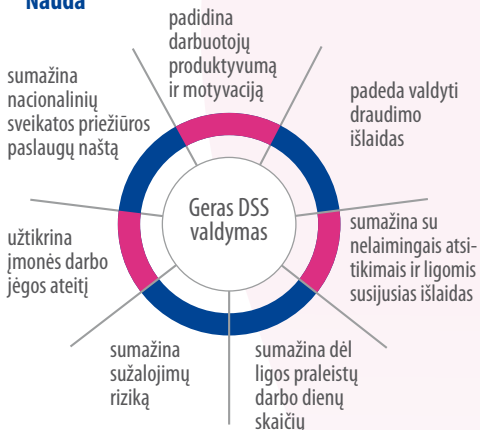 Nauda
padidina
darbuotojų
produktyvumą
ir motyvaciją
padeda valdyti
draudimo
išlaidas
sumažina su
nelaimingais atsi-
tikimais ir ligomis
susijusias išlaidas
sumažina dėl
ligos praleistų
darbo dienų
skaičių
sumažina
sužalojimų
riziką
užtikrina
įmonės darbo
jėgos ateitį
sumažina
nacionalinių
sveikatos priežiūros
paslaugų naštą
Geras DSS
valdymas